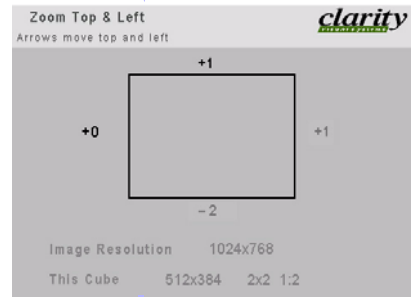 Zoom Top & Left
clarity
Arrows move top and left
+1
+0
+1
-2
Image Resolution 1024x768
This Cube 512x384 2x2 1:2